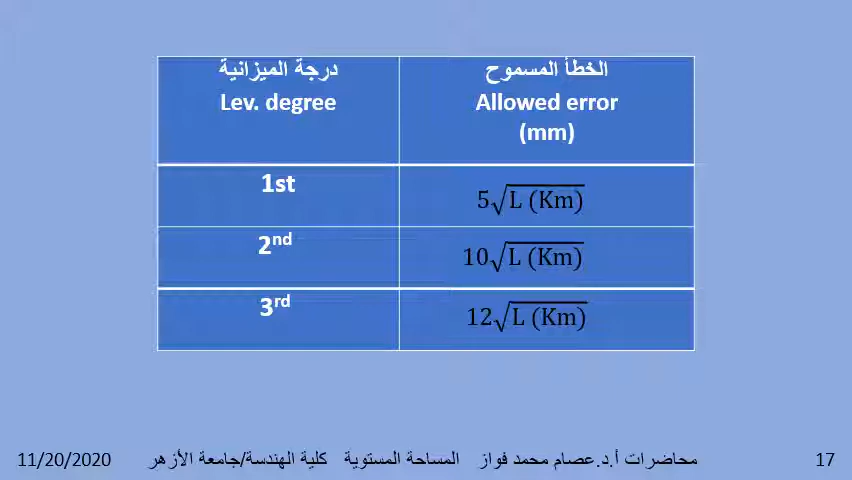 درجة الميزانية
Lev. degree
الخطأ المسموح
Allowed error
(mm)
1st
5√L (Km)
2nd
10√L (Km)
3rd
12√L (Km)
11/20/2020
محاضرات أ.د.عصام محمد فواز المساحة المستوية كلية الهندسة/جامعة الأزهر
17